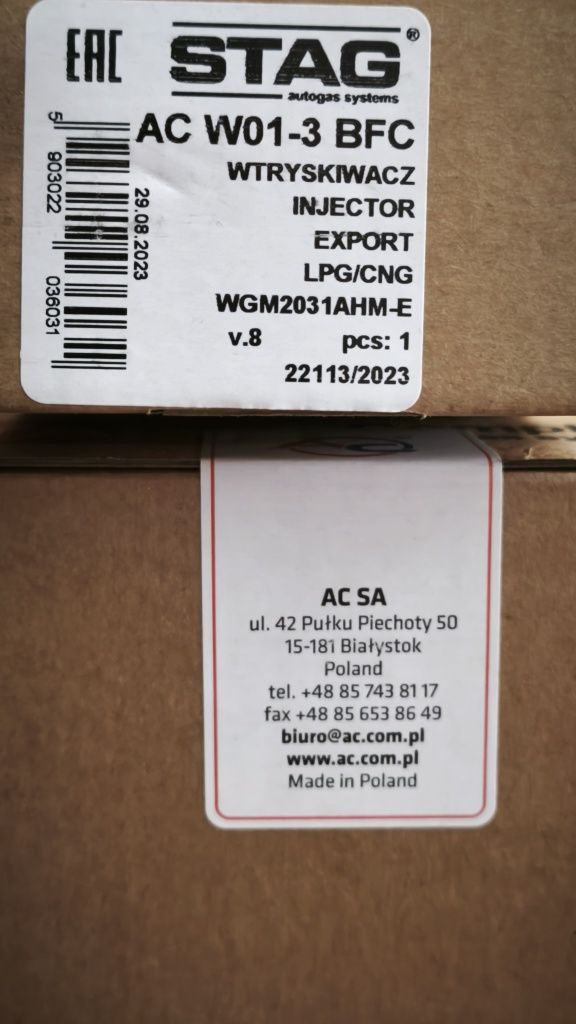 EAC
STAG®
autogas systems
AC W01-3 BFC
WTRYSKIWACZ
INJECTOR
EXPORT
LPG/CNG
WGM2031AHM-E
v.8 pcs: 1
22113/2023
29.08.2023
5 903022 036031
AC SA
ul. 42 Pułku Piechoty 50
15-181 Białystok
Poland
tel. +48 85 743 81 17
fax +48 85 653 86 49
biuro@ac.com.pl
www.ac.com.pl
Made in Poland